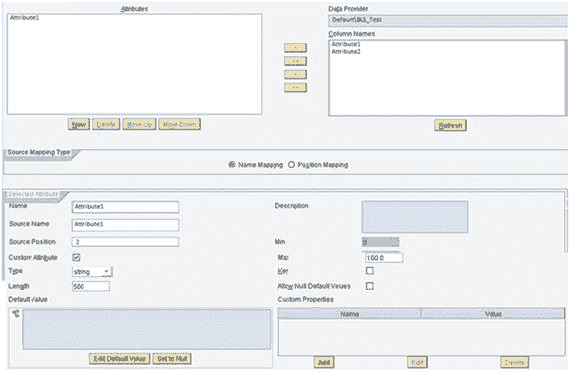 Attributes
Attribute1
New Delete Move Up Move Down
Data Provider
Default\BLS_Test
Column Names
Attribute1
Attribute2
Refresh
Source Mapping Type
Name Mapping Position Mapping
Selected Attribute
Name Attribute1
Source Name Attribute1
Source Position 2
Custom Attribute
Type string
Length 500
Default Value
Edit Default Value Set to Null
Description
Min 0
Max 100.0
Key
Allow Null Default Values
Custom Properties
Name Value
Add Edit Delete